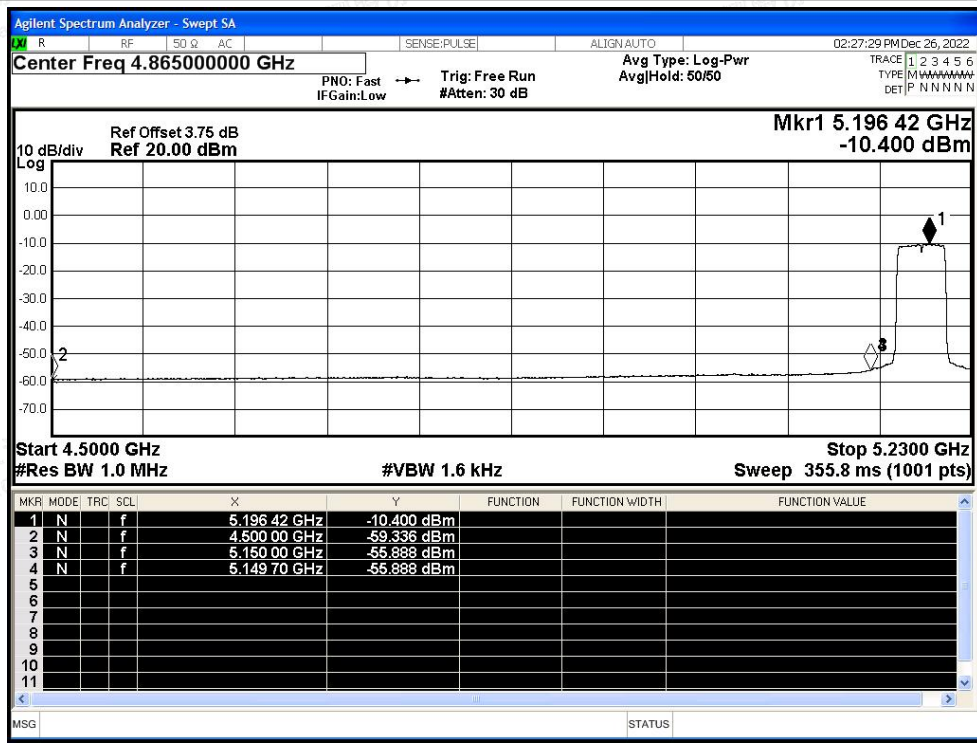 Agilent Spectrum Analyzer - Swept SA
LXI R RF 50 Ω AC SENSE:PULSE ALIGN AUTO 02:27:29 PM Dec 26, 2022
Center Freq 4.865000000 GHz
PNO: Fast
IFGain:Low
Trig: Free Run
#Atten: 30 dB
Avg Type: Log-Pwr
Avg|Hold: 50/50
TRACE 1 2 3 4 5 6
TYPE M WWWWW
DET P N N N N N
Mkr1 5.196 42 GHz
-10.400 dBm
10 dB/div
Log
Ref Offset 3.75 dB
Ref 20.00 dBm
10.0
0.00
-10.0
-20.0
-30.0
-40.0
-50.0
-60.0
-70.0
1
2
3
Start 4.5000 GHz Stop 5.2300 GHz
#Res BW 1.0 MHz #VBW 1.6 kHz Sweep 355.8 ms (1001 pts)
MKR MODE TRC SCL X Y FUNCTION FUNCTION WIDTH FUNCTION VALUE
1 N f 5.196 42 GHz -10.400 dBm
2 N f 4.500 00 GHz -59.336 dBm
3 N f 5.150 00 GHz -55.888 dBm
4 N f 5.149 70 GHz -55.888 dBm
5
6
7
8
9
10
11
MSG STATUS